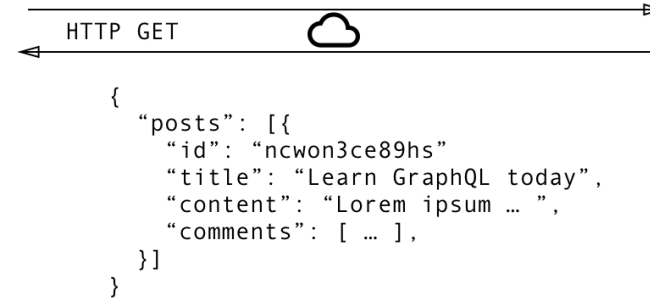 HTTP GET
{
“posts”: [{
“id”: “ncwon3ce89hs”
“title”: “Learn GraphQL today”,
“content”: “Lorem ipsum … ”,
“comments”: [ … ],
}]
}